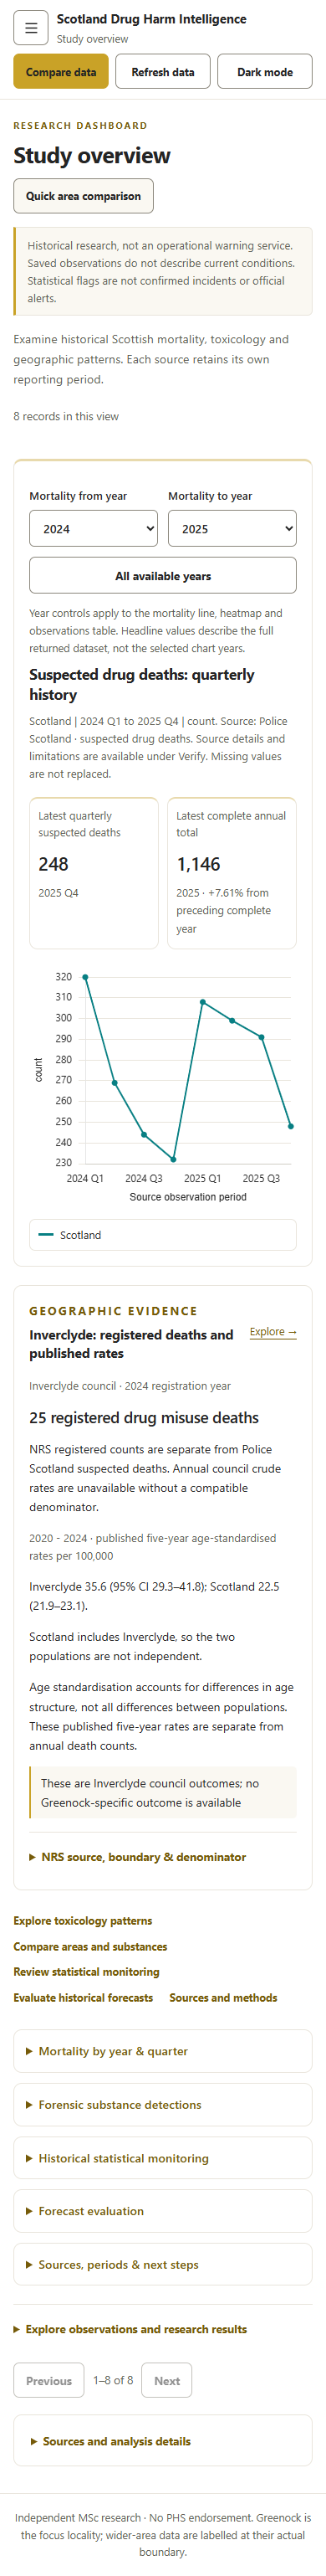 Scotland Drug Harm Intelligence
Study overview
Compare data
Refresh data
Dark mode
RESEARCH DASHBOARD
Study overview
Quick area comparison
Historical research, not an operational warning service.
Saved observations do not describe current conditions.
Statistical flags are not confirmed incidents or official
alerts.
Examine historical Scottish mortality, toxicology and
geographic patterns. Each source retains its own
reporting period.
8 records in this view
Mortality from year
Mortality to year
2024
2025
All available years
Year controls apply to the mortality line, heatmap and
observations table. Headline values describe the full
returned dataset, not the selected chart years.
Suspected drug deaths: quarterly
history
Scotland | 2024 Q1 to 2025 Q4 | count. Source: Police
Scotland · suspected drug deaths. Source details and
limitations are available under Verify. Missing values
are not replaced.
Latest quarterly
suspected deaths
248
2025 Q4
Latest complete annual
total
1,146
2025 · +7.61% from
preceding complete
year
320
310
300
290
280
270
260
250
240
230
count
2024 Q1
2024 Q3
2025 Q1
2025 Q3
Source observation period
Scotland
GEOGRAPHIC EVIDENCE
Inverclyde: registered deaths and
published rates
Explore →
Inverclyde council · 2024 registration year
25 registered drug misuse deaths
NRS registered counts are separate from Police
Scotland suspected deaths. Annual council crude
rates are unavailable without a compatible
denominator.
2020 - 2024 · published five-year age-standardised
rates per 100,000
Inverclyde 35.6 (95% CI 29.3–41.8); Scotland 22.5
(21.9–23.1).
Scotland includes Inverclyde, so the two
populations are not independent.
Age standardisation accounts for differences in age
structure, not all differences between populations.
These published five-year rates are separate from
annual death counts.
These are Inverclyde council outcomes; no
Greenock-specific outcome is available
NRS source, boundary & denominator
Explore toxicology patterns
Compare areas and substances
Review statistical monitoring
Evaluate historical forecasts
Sources and methods
Mortality by year & quarter
Forensic substance detections
Historical statistical monitoring
Forecast evaluation
Sources, periods & next steps
Explore observations and research results
Previous
1–8 of 8
Next
Sources and analysis details
Independent MSc research · No PHS endorsement. Greenock is
the focus locality; wider-area data are labelled at their actual
boundary.